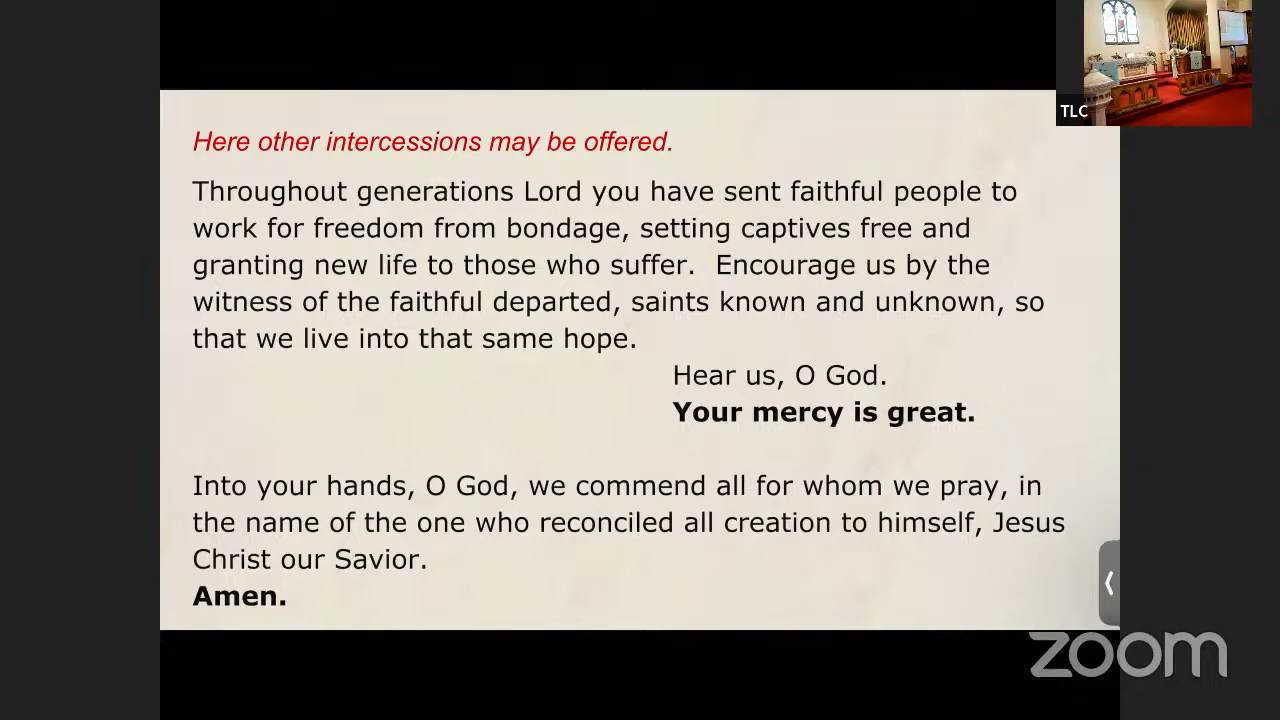 TLC
Here other intercessions may be offered.
Throughout generations Lord you have sent faithful people to
work for freedom from bondage, setting captives free and
granting new life to those who suffer.  Encourage us by the
witness of the faithful departed, saints known and unknown, so
that we live into that same hope.
Hear us, O God.
Your mercy is great.
Into your hands, O God, we commend all for whom we pray, in
the name of the one who reconciled all creation to himself, Jesus
Christ our Savior.
Amen.
zoom